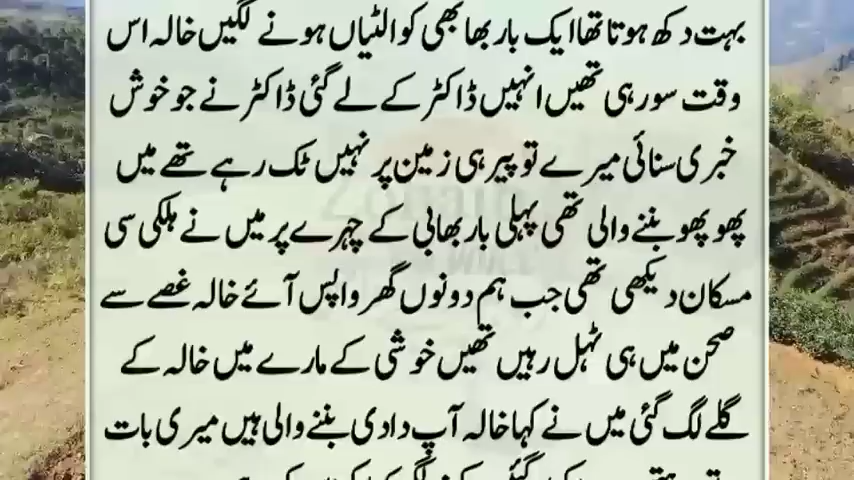 بہت دکھ ہوتا تھا ایک بار بھابھی کو الٹیاں ہونے لگیں خالہ اس
وقت سو رہی تھیں انہیں ڈاکٹر کے لے گئی ڈاکٹر نے جو خوش
خبری سنائی میرے تو پیر ہی زمین پر نہیں ٹک رہے تھے میں
پھوپھو بننے والی تھی پہلی بار بھابی کے چہرے پر میں نے ہلکی سی
مسکان دیکھی تھی جب ہم دونوں گھر واپس آئے خالہ غصے سے
صحن میں ہی ٹہل رہیں تھیں خوشی کے مارے میں خالہ کے
گلے لگ گئی میں نے کہا خالہ آپ دادی بننے والی ہیں میری بات